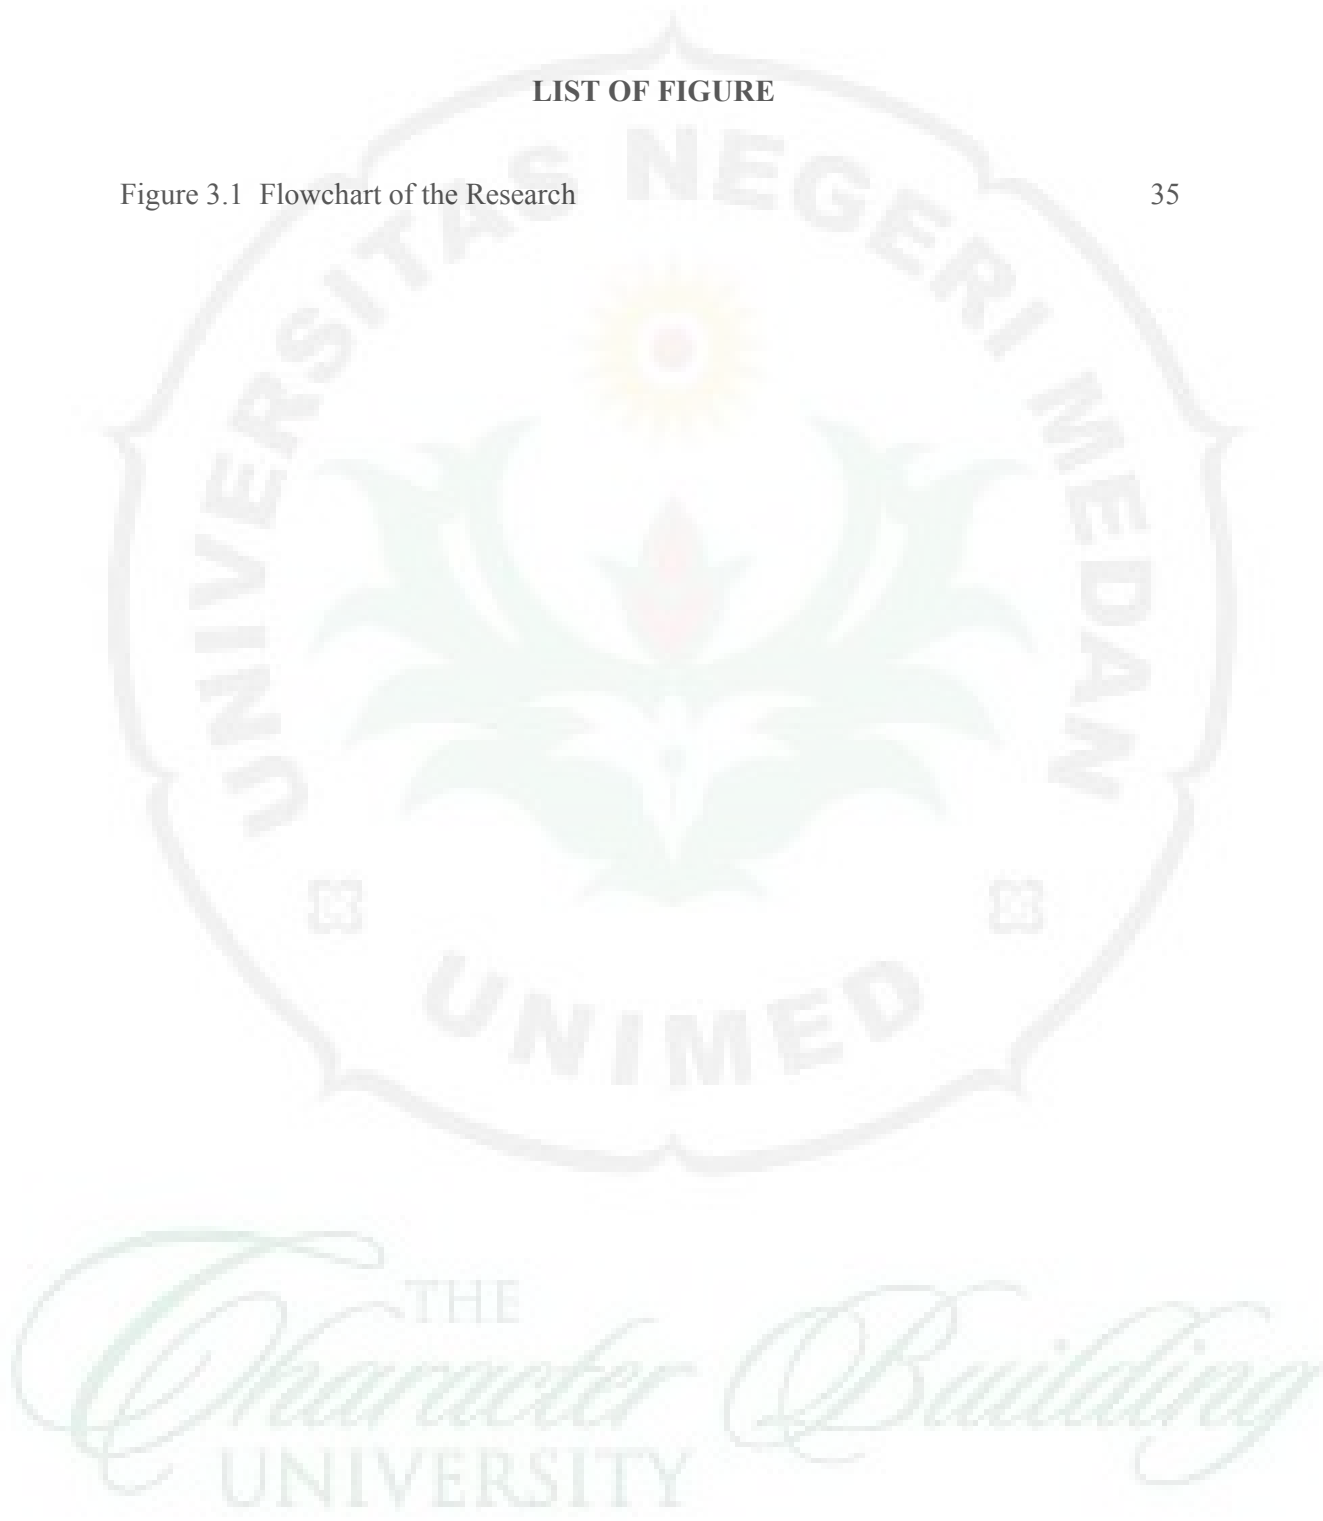 LIST OF FIGURE
Figure 3.1 Flowchart of the Research 35
UNIVERSITAS NEGERI MEDAN
UNIMED
THE
Character Building
UNIVERSITY